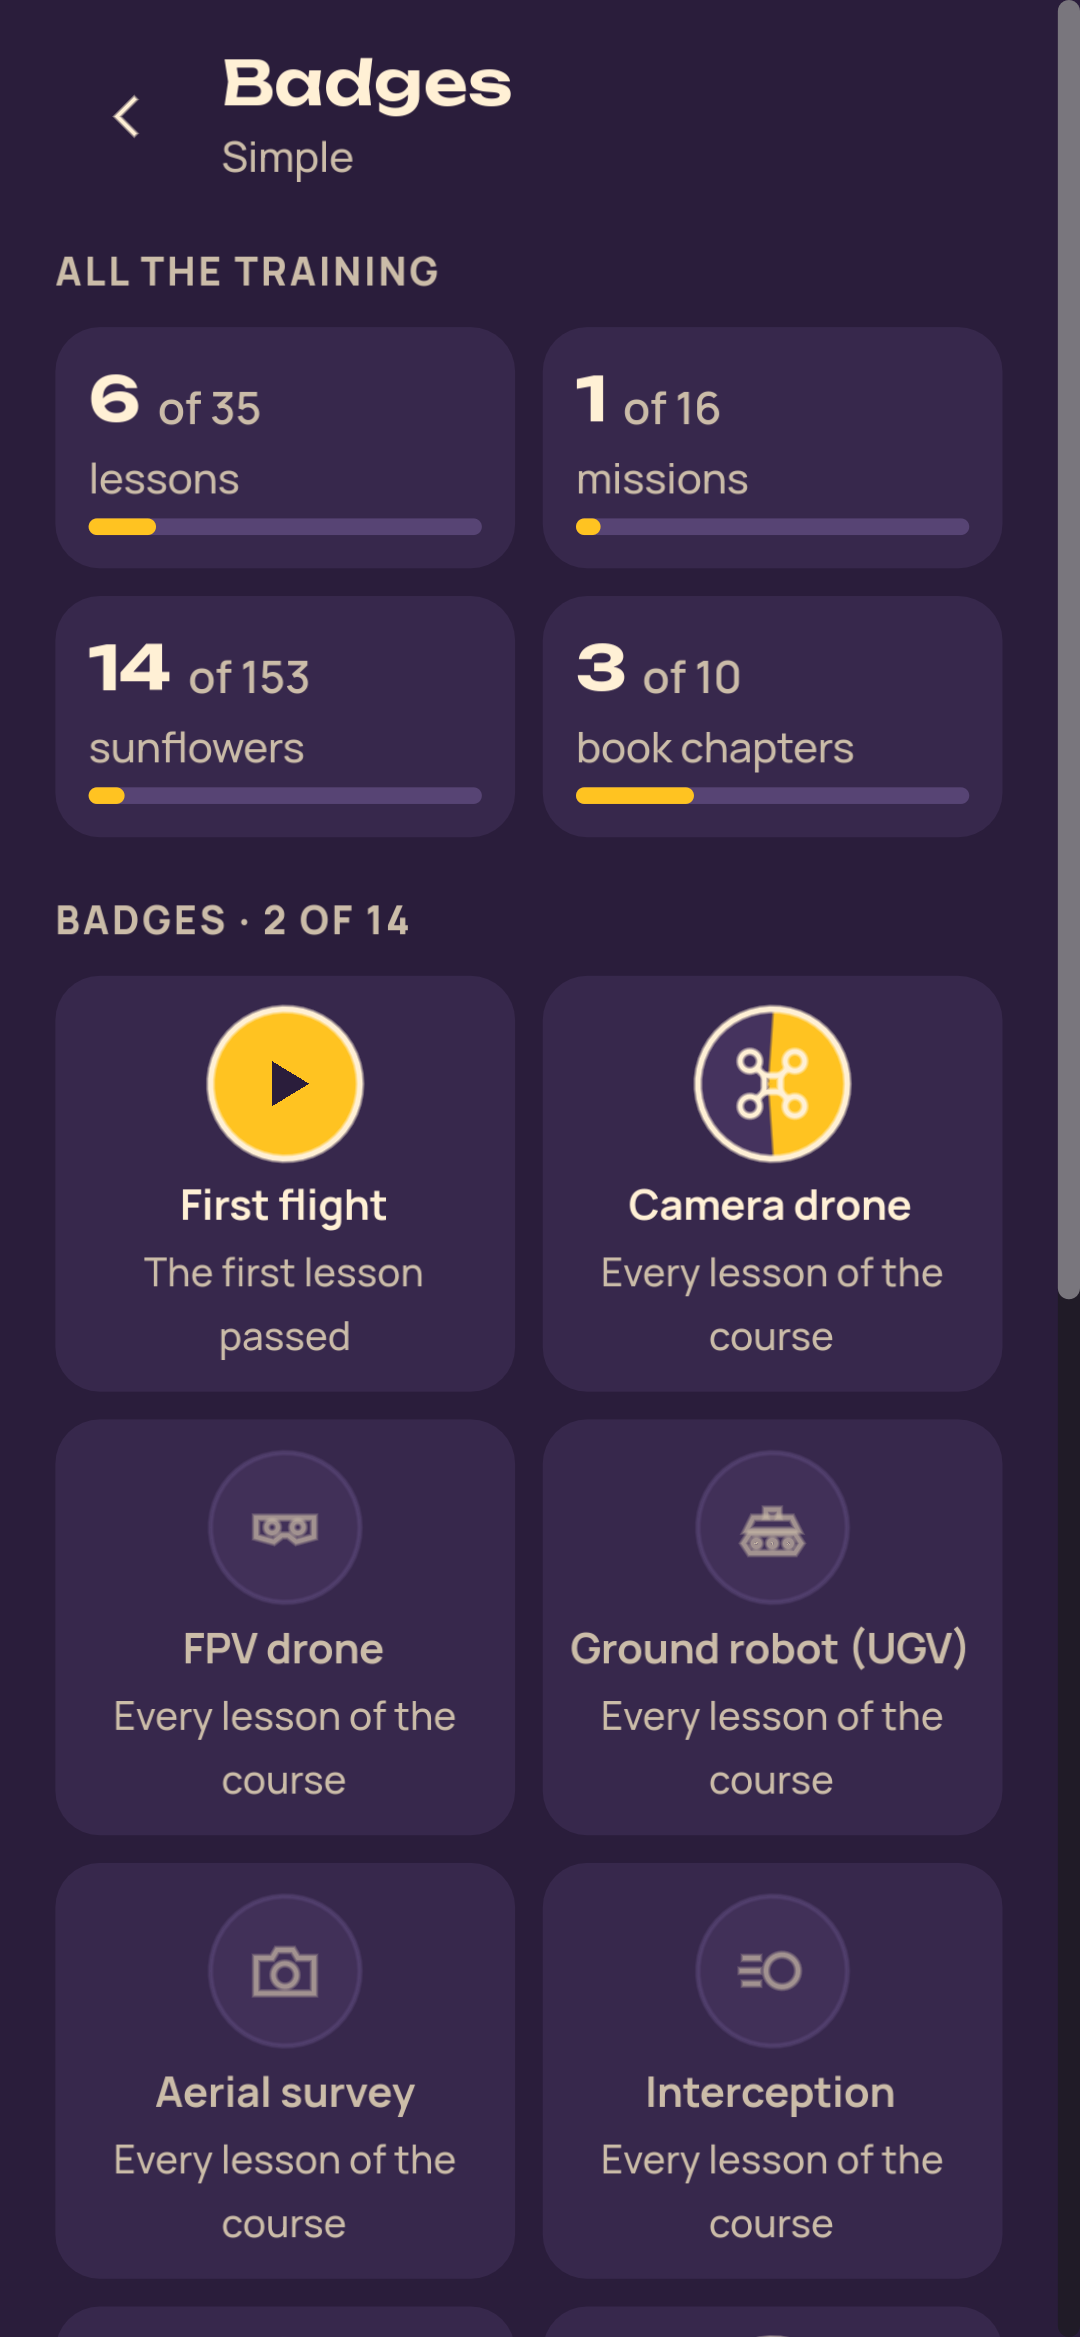 Badges
Simple
ALL THE TRAINING
6 of 35
lessons
1 of 16
missions
14 of 153
sunflowers
3 of 10
book chapters
BADGES · 2 OF 14
First flight
The first lesson
passed
Camera drone
Every lesson of the
course
FPV drone
Every lesson of the
course
Ground robot (UGV)
Every lesson of the
course
Aerial survey
Every lesson of the
course
Interception
Every lesson of the
course